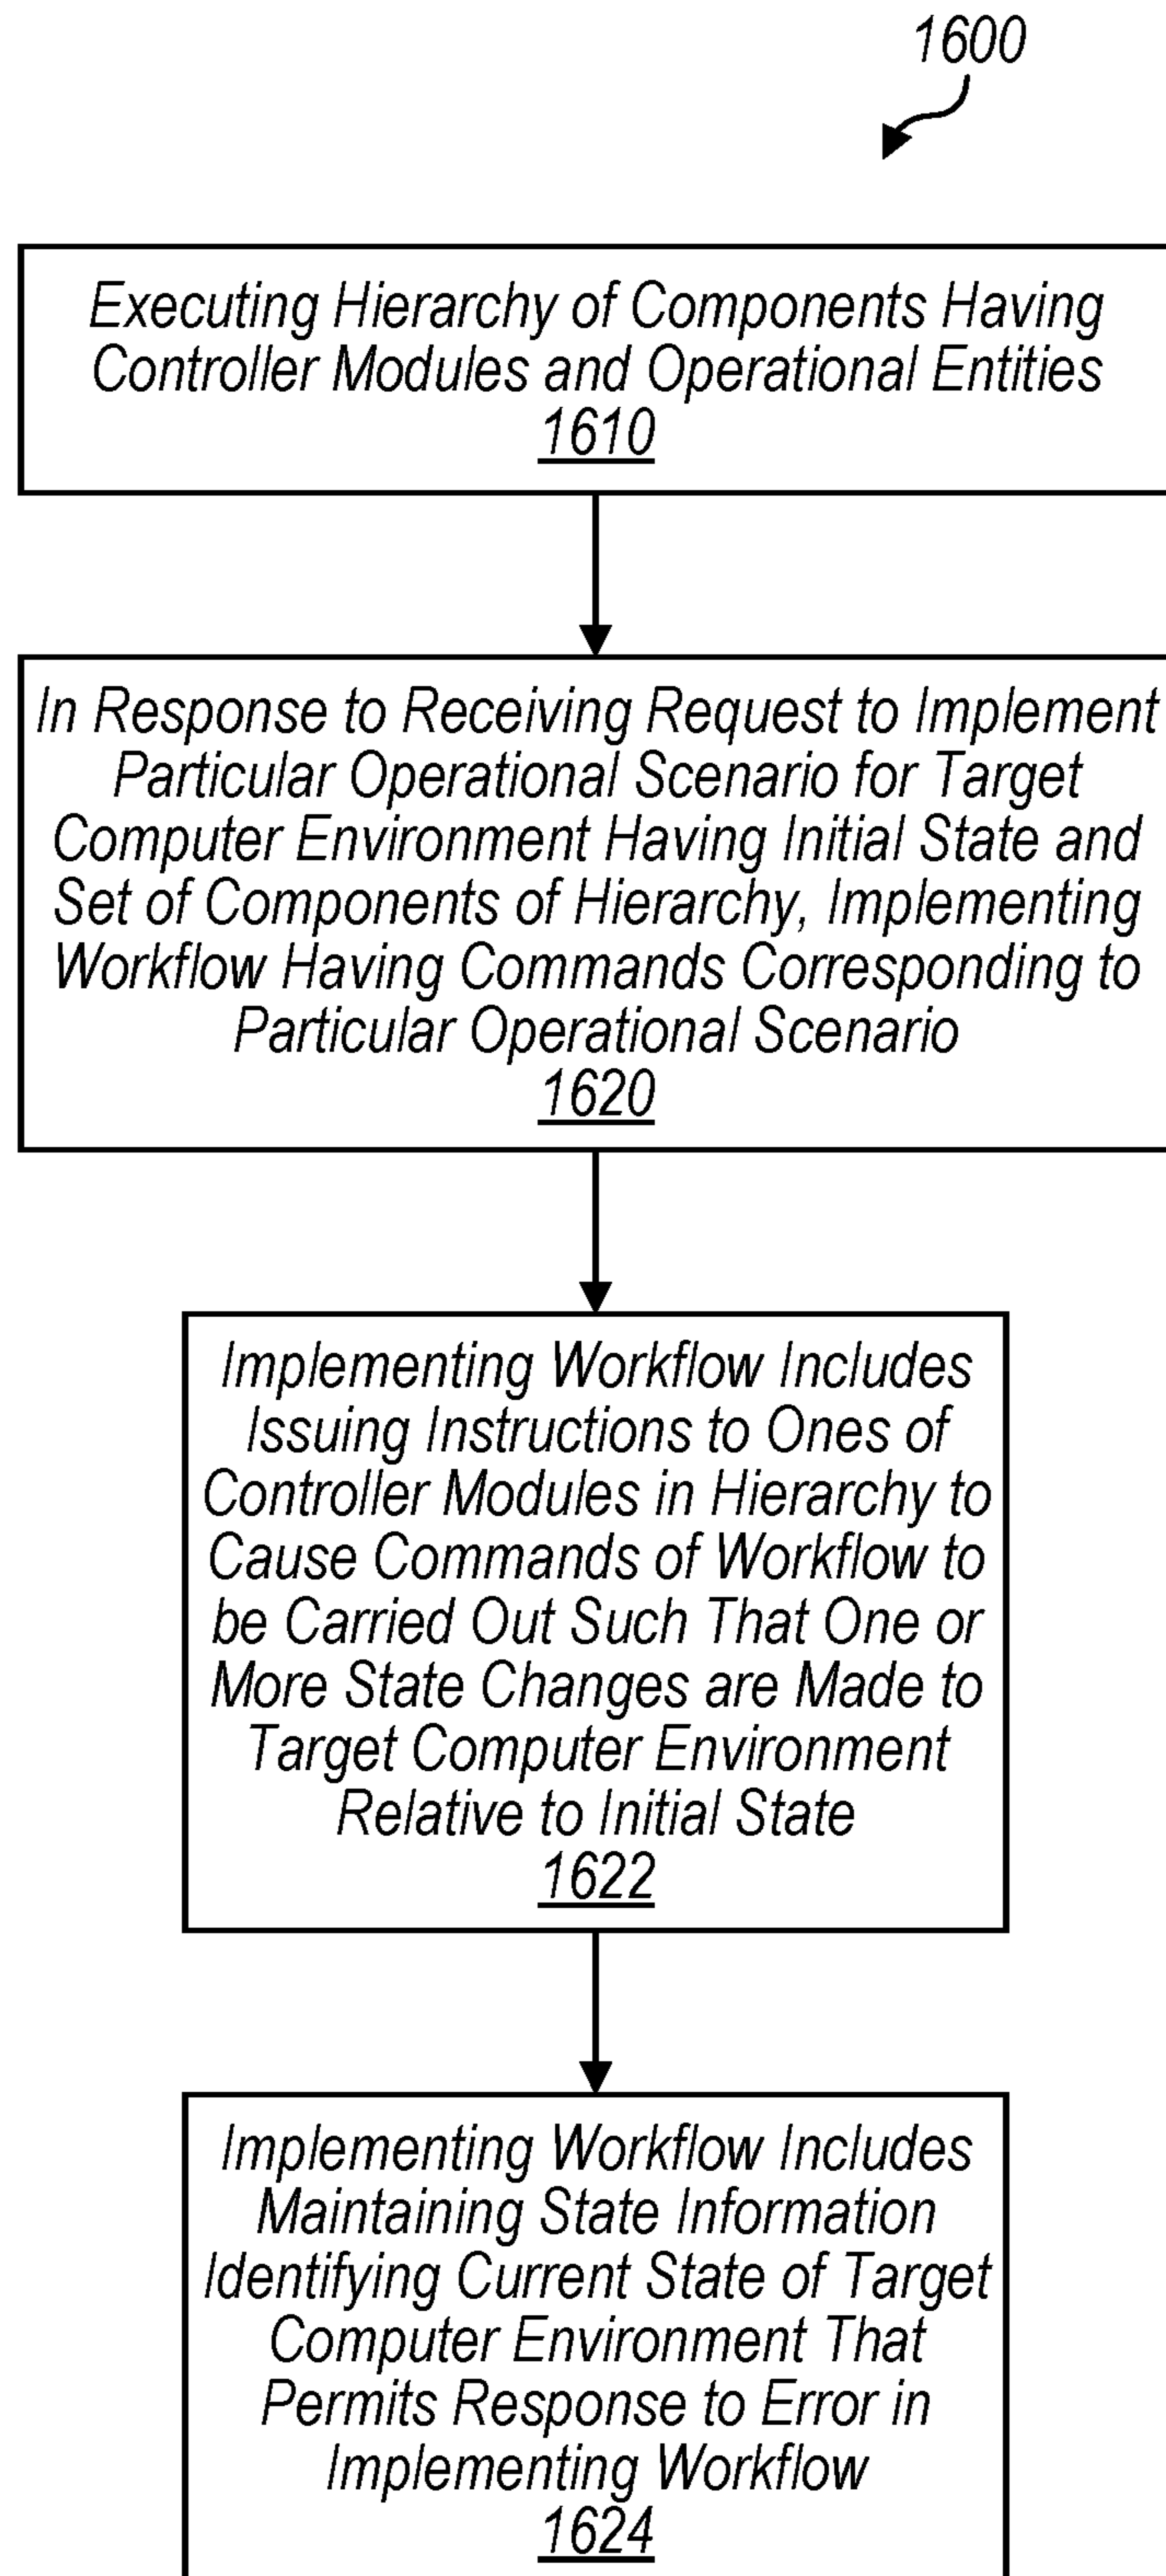 1600
Executing Hierarchy of Components Having
Controller Modules and Operational Entities
1610
In Response to Receiving Request to Implement
Particular Operational Scenario for Target
Computer Environment Having Initial State and
Set of Components of Hierarchy, Implementing
Workflow Having Commands Corresponding to
Particular Operational Scenario
1620
Implementing Workflow Includes
Issuing Instructions to Ones of
Controller Modules in Hierarchy to
Cause Commands of Workflow to
be Carried Out Such That One or
More State Changes are Made to
Target Computer Environment
Relative to Initial State
1622
Implementing Workflow Includes
Maintaining State Information
Identifying Current State of Target
Computer Environment That
Permits Response to Error in
Implementing Workflow
1624